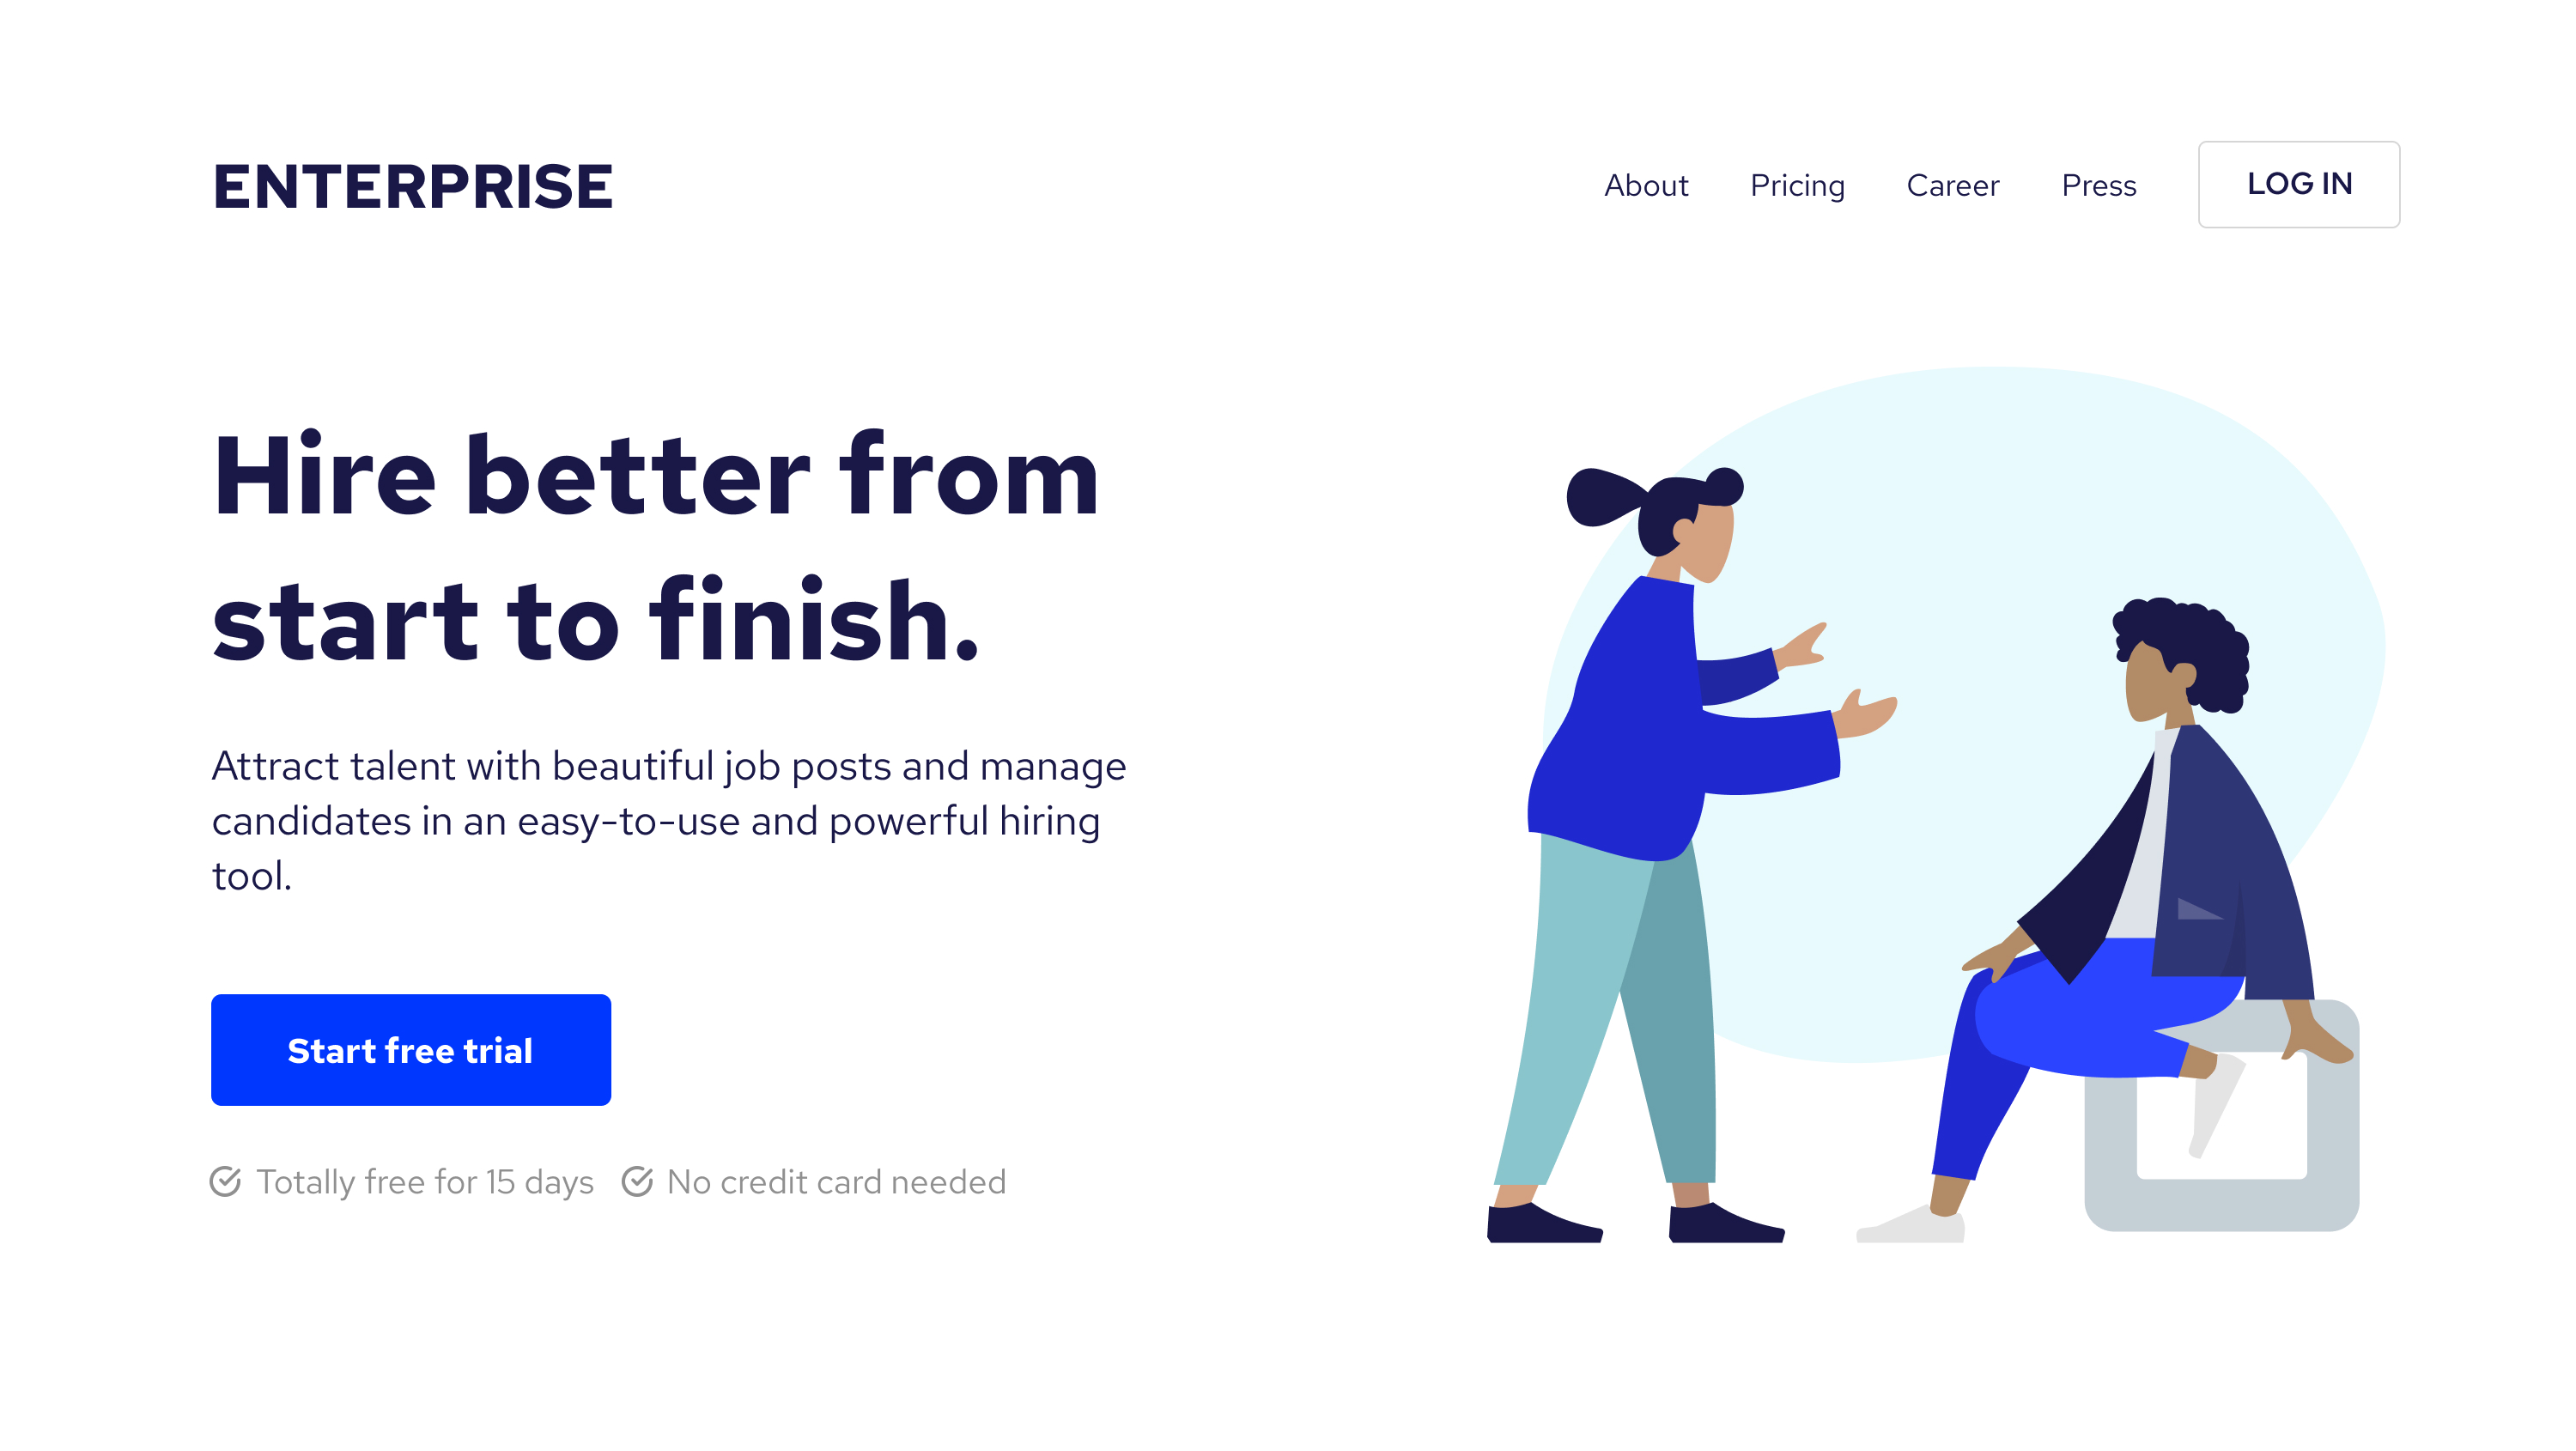 ENTERPRISE
About Pricing Career Press LOG IN
Hire better from
start to finish.
Attract talent with beautiful job posts and manage
candidates in an easy-to-use and powerful hiring
tool.
Start free trial
Totally free for 15 days No credit card needed